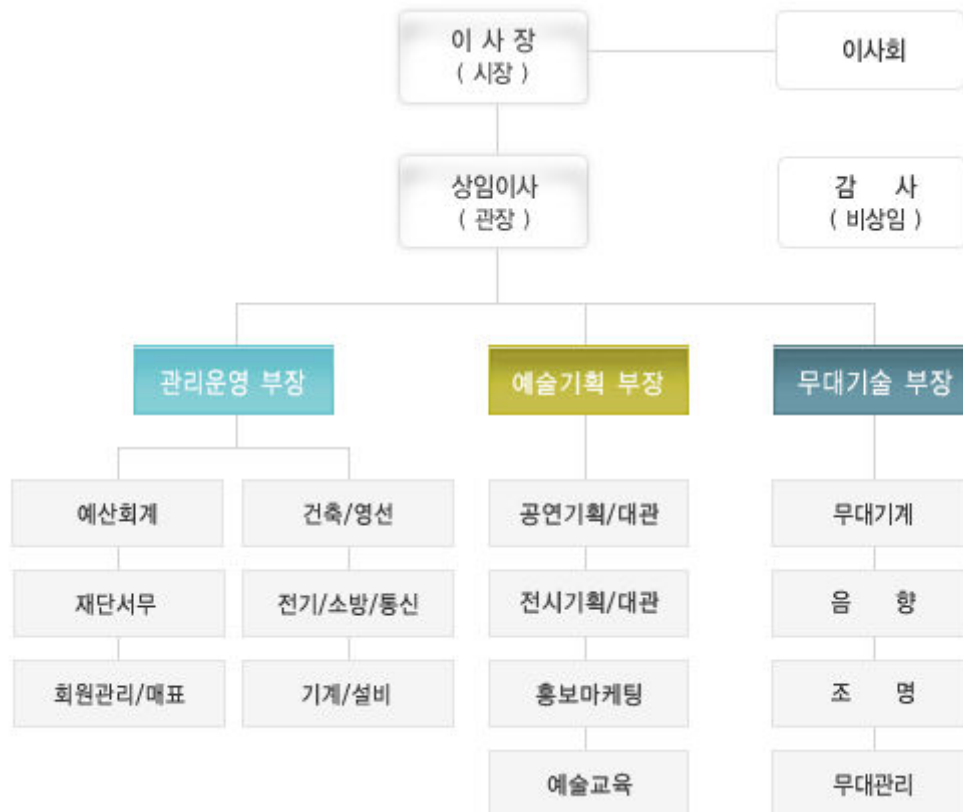 이 사 장
( 시장 )
이사회
상임이사
( 관장 )
감 사
( 비상임 )
관리운영 부장
예술기획 부장
무대기술 부장
예산회계
건축/영선
공연기획/대관
무대기계
재단서무
전기/소방/통신
전시기획/대관
음 향
회원관리/매표
기계/설비
홍보마케팅
조 명
예술교육
무대관리